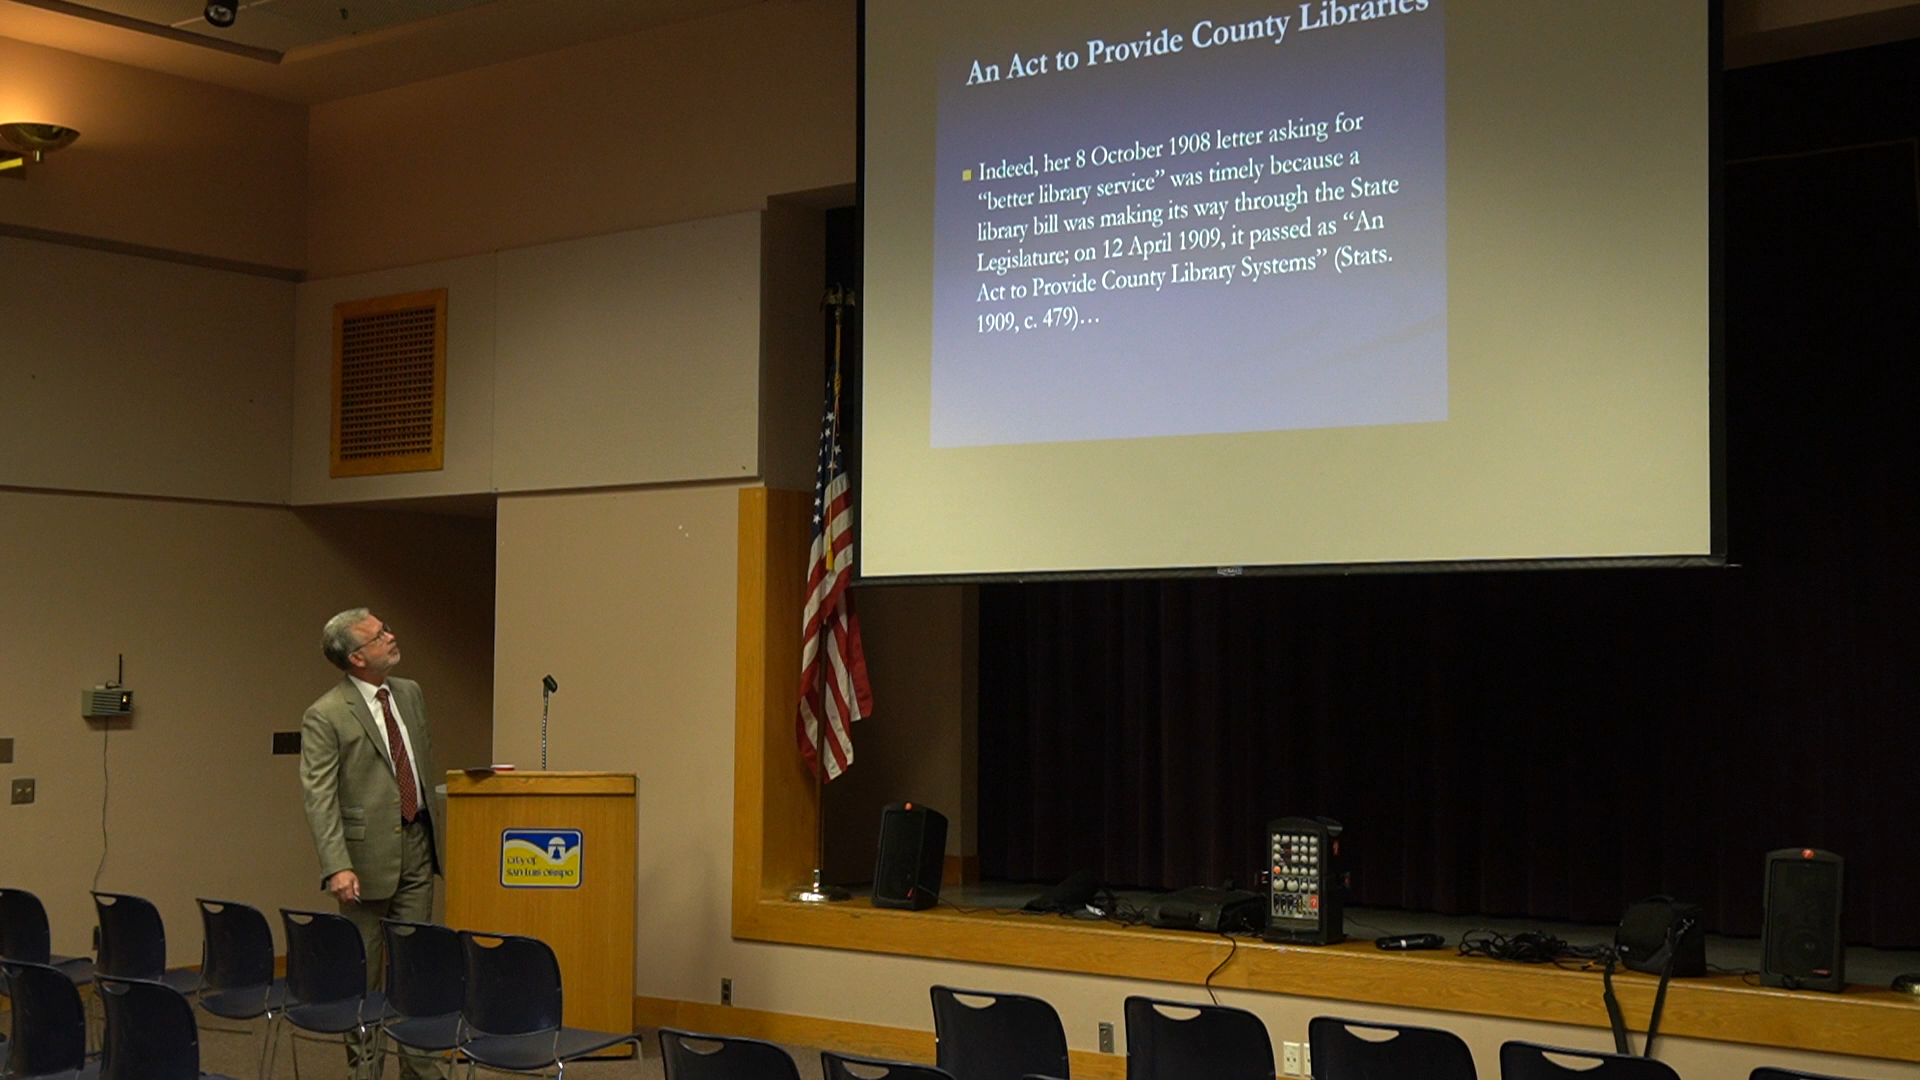 An Act to Provide County Libraries
Indeed, her 8 October 1908 letter asking for
“better library service” was timely because a
library bill was making its way through the State
Legislature; on 12 April 1909, it passed as “An
Act to Provide County Library Systems” (Stats.
1909, c. 479)…
City of
San Luis Obispo